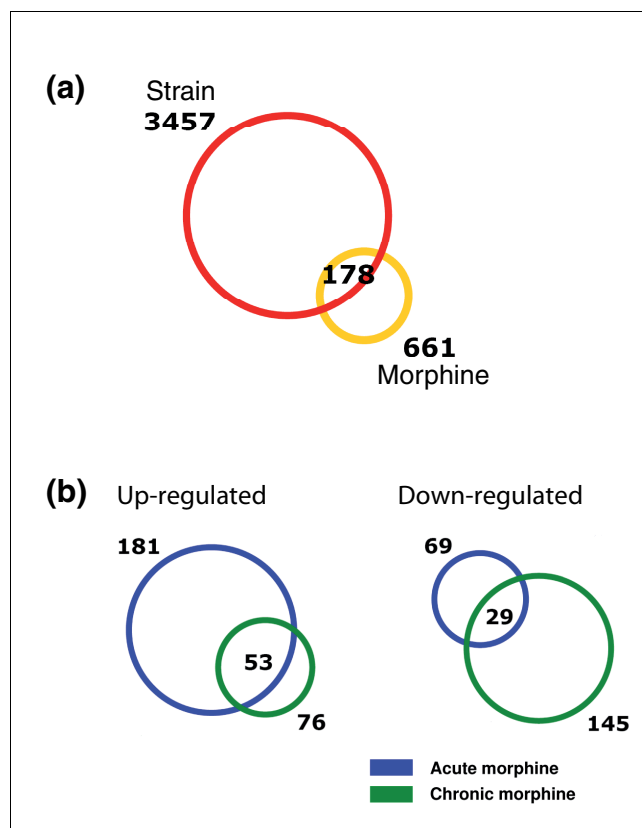 (a)
Strain
3457
178
661
Morphine
(b)
Up-regulated
Down-regulated
181
53
76
69
29
145
Acute morphine
Chronic morphine